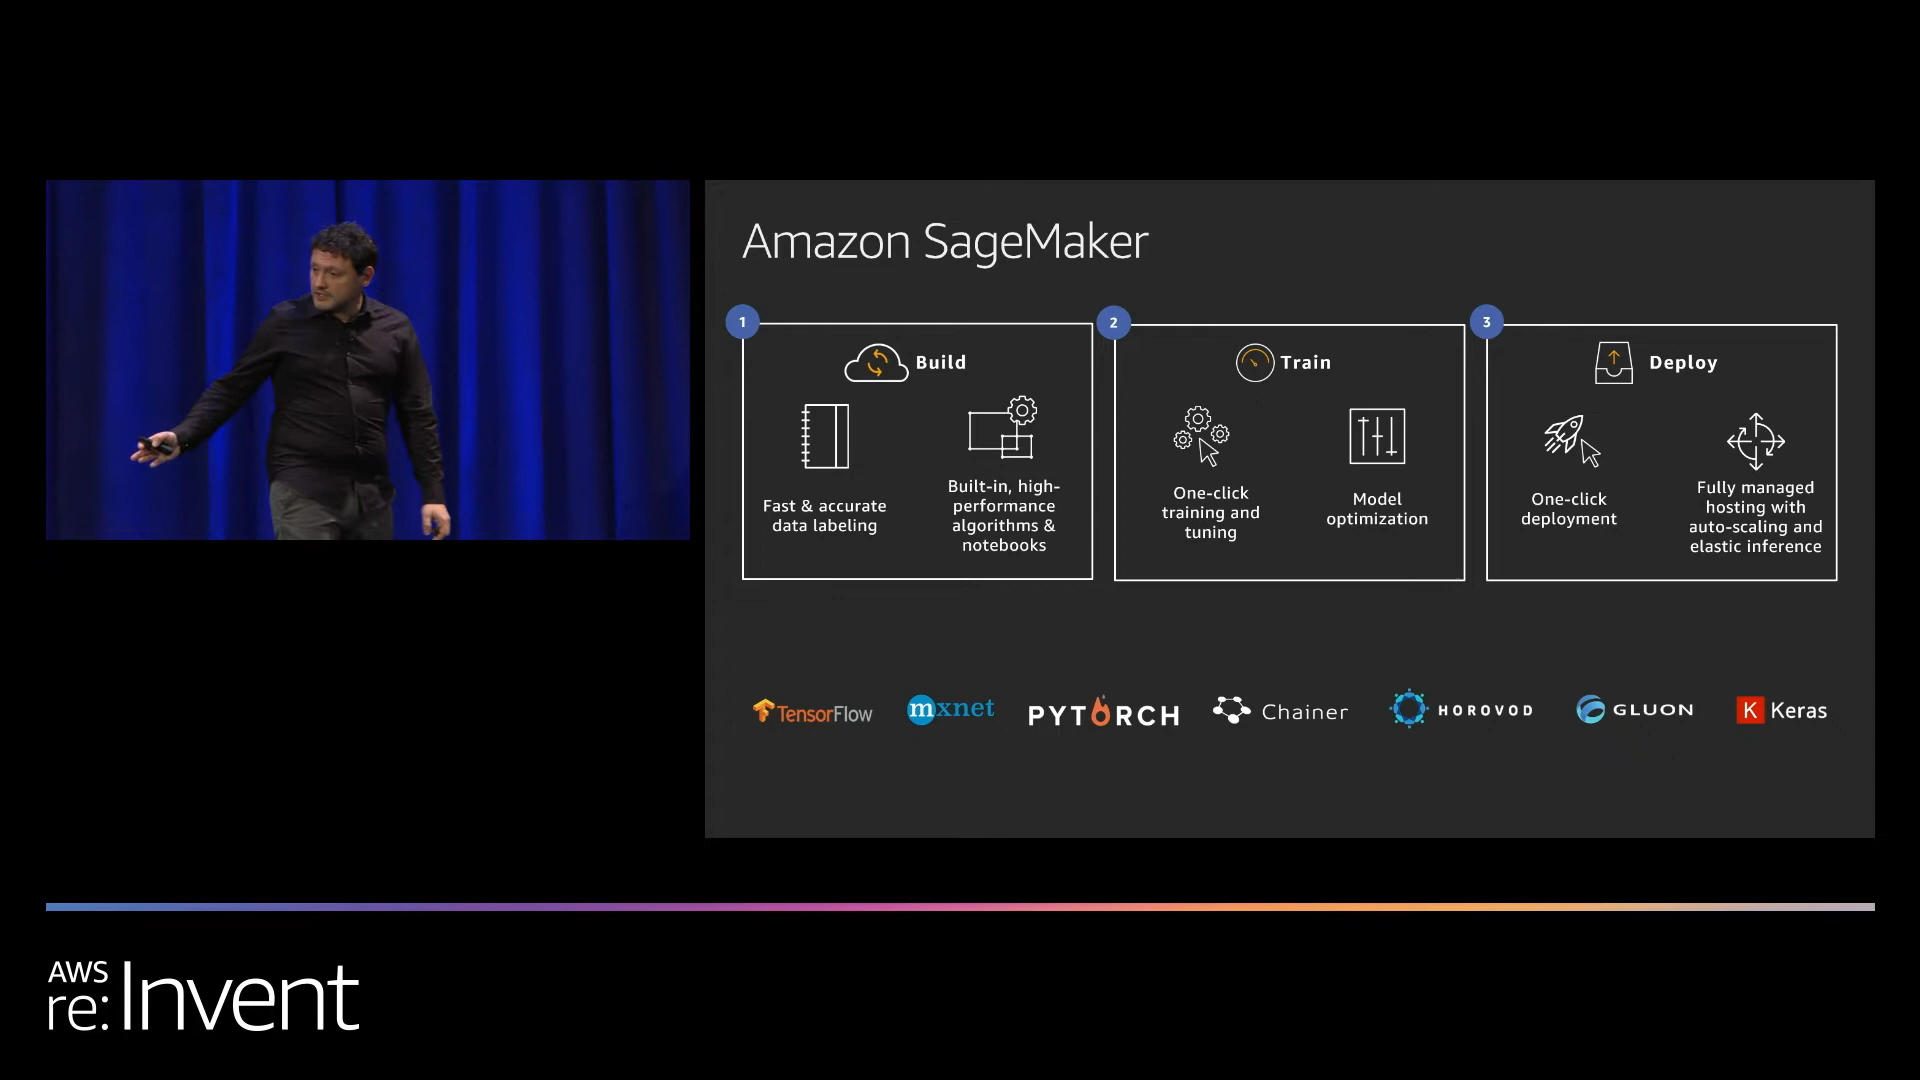 Amazon SageMaker
1
Build
Fast & accurate
data labeling
Built-in, high-
performance
algorithms &
notebooks
2
Train
One-click
training and
tuning
Model
optimization
3
Deploy
One-click
deployment
Fully managed
hosting with
auto-scaling and
elastic inference
TensorFlow
mxnet
PYTORCH
Chainer
HOROVOD
GLUON
K Keras
AWS
re:Invent